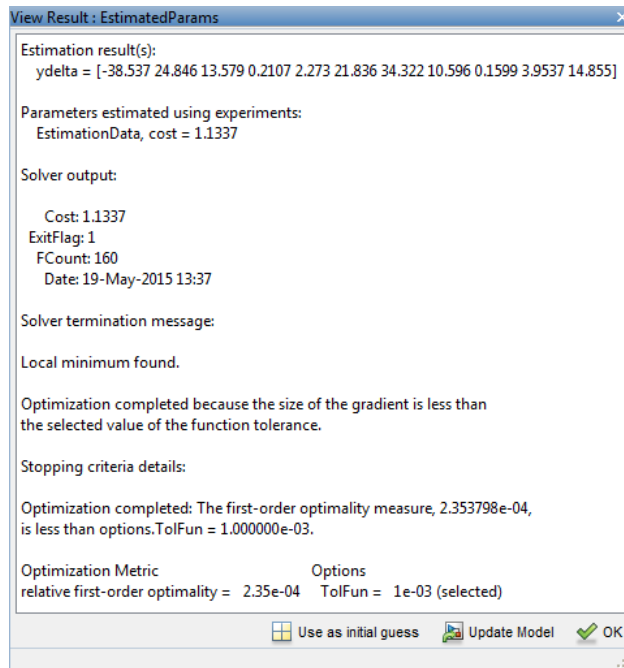 View Result : EstimatedParams
Estimation result(s):
ydelta = [-38.537 24.846 13.579 0.2107 2.273 21.836 34.322 10.596 0.1599 3.9537 14.855]
Parameters estimated using experiments:
EstimationData, cost = 1.1337
Solver output:
Cost: 1.1337
ExitFlag: 1
FCount: 160
Date: 19-May-2015 13:37
Solver termination message:
Local minimum found.
Optimization completed because the size of the gradient is less than
the selected value of the function tolerance.
Stopping criteria details:
Optimization completed: The first-order optimality measure, 2.353798e-04,
is less than options.TolFun = 1.000000e-03.
Optimization Metric Options
relative first-order optimality = 2.35e-04 TolFun = 1e-03 (selected)
Use as initial guess Update Model OK